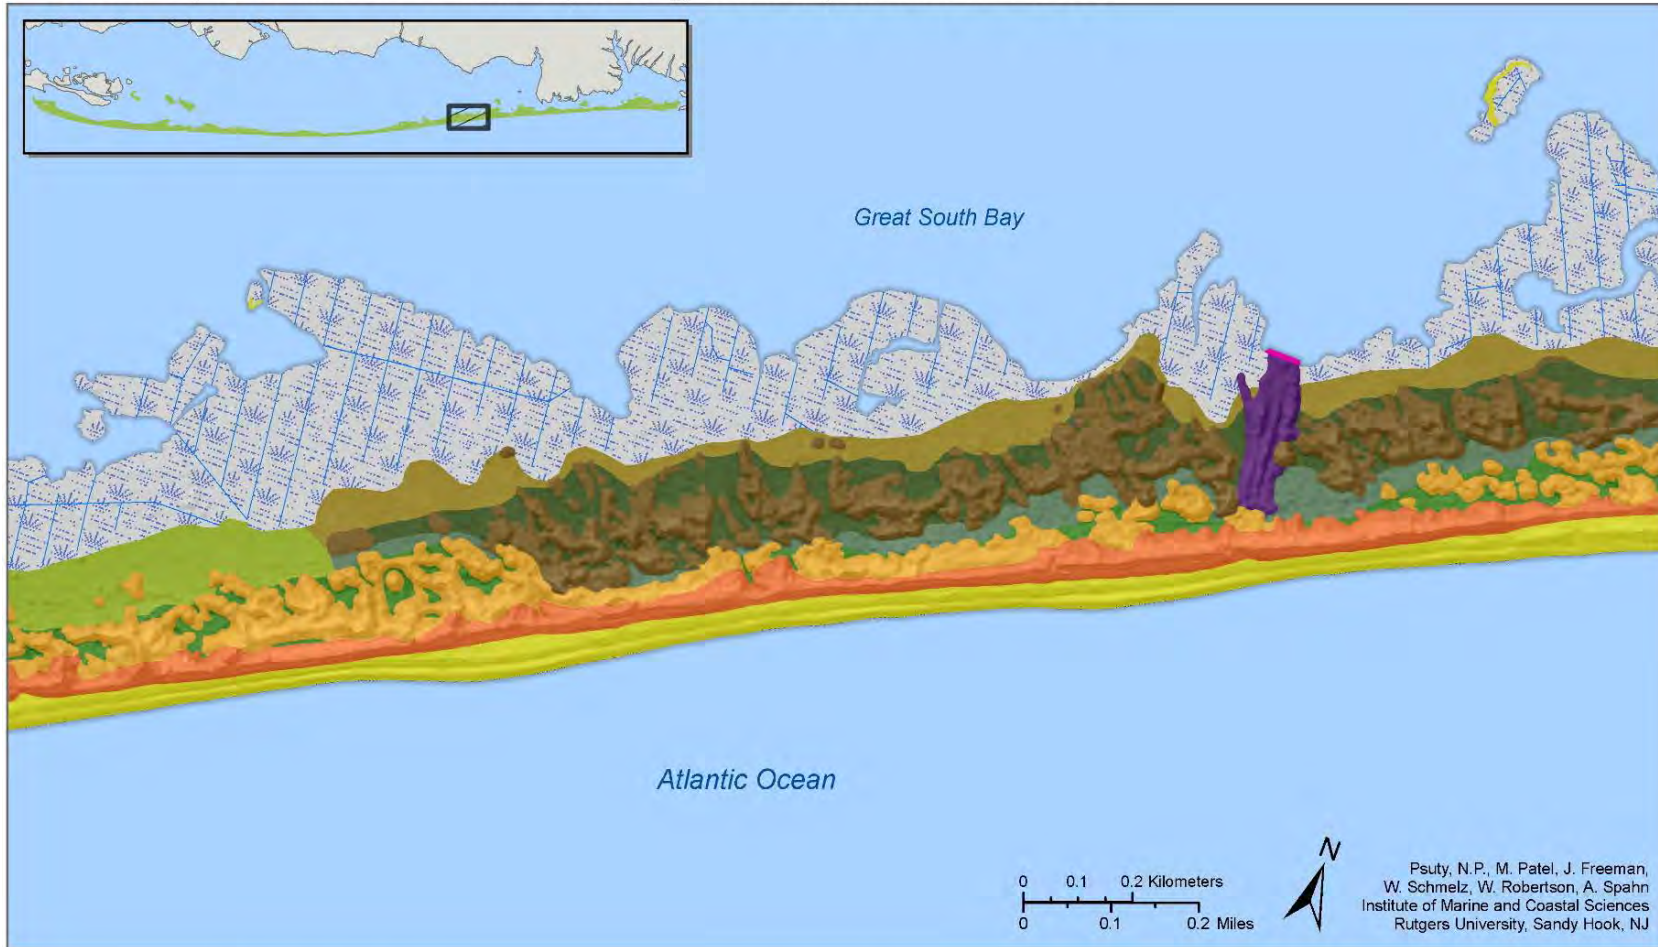 Great South Bay
Atlantic Ocean
N
0 0.1 0.2 Kilometers
0 0.1 0.2 Miles
Psuty, N.P., M. Patel, J. Freeman,
W. Schmelz, W. Robertson, A. Spahn
Institute of Marine and Coastal Sciences
Rutgers University, Sandy Hook, NJ